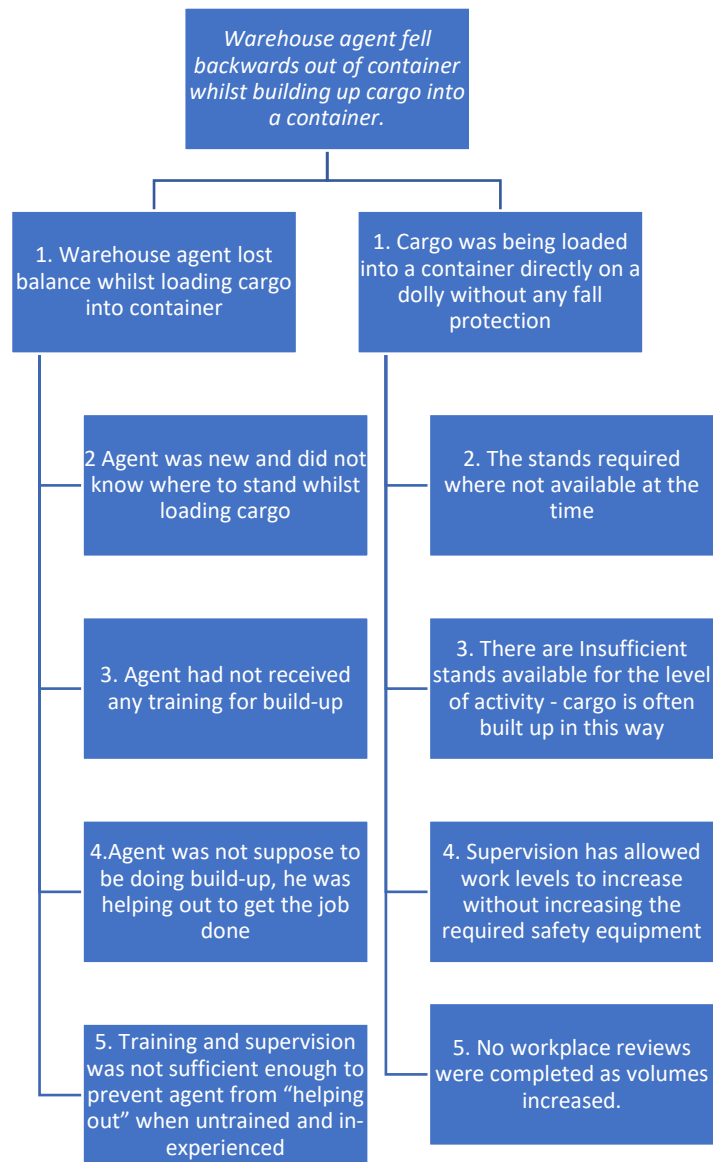 Warehouse agent fell
backwards out of container
whilst building up cargo into
a container.
1. Warehouse agent lost
balance whilst loading cargo
into container
2 Agent was new and did not
know where to stand whilst
loading cargo
3. Agent had not received
any training for build-up
4.Agent was not suppose to
be doing build-up, he was
helping out to get the job
done
5. Training and supervision
was not sufficient enough to
prevent agent from “helping
out” when untrained and in-
experienced
1. Cargo was being loaded
into a container directly on a
dolly without any fall
protection
2. The stands required
where not available at the
time
3. There are Insufficient
stands available for the level
of activity - cargo is often
built up in this way
4. Supervision has allowed
work levels to increase
without increasing the
required safety equipment
5. No workplace reviews
were completed as volumes
increased.